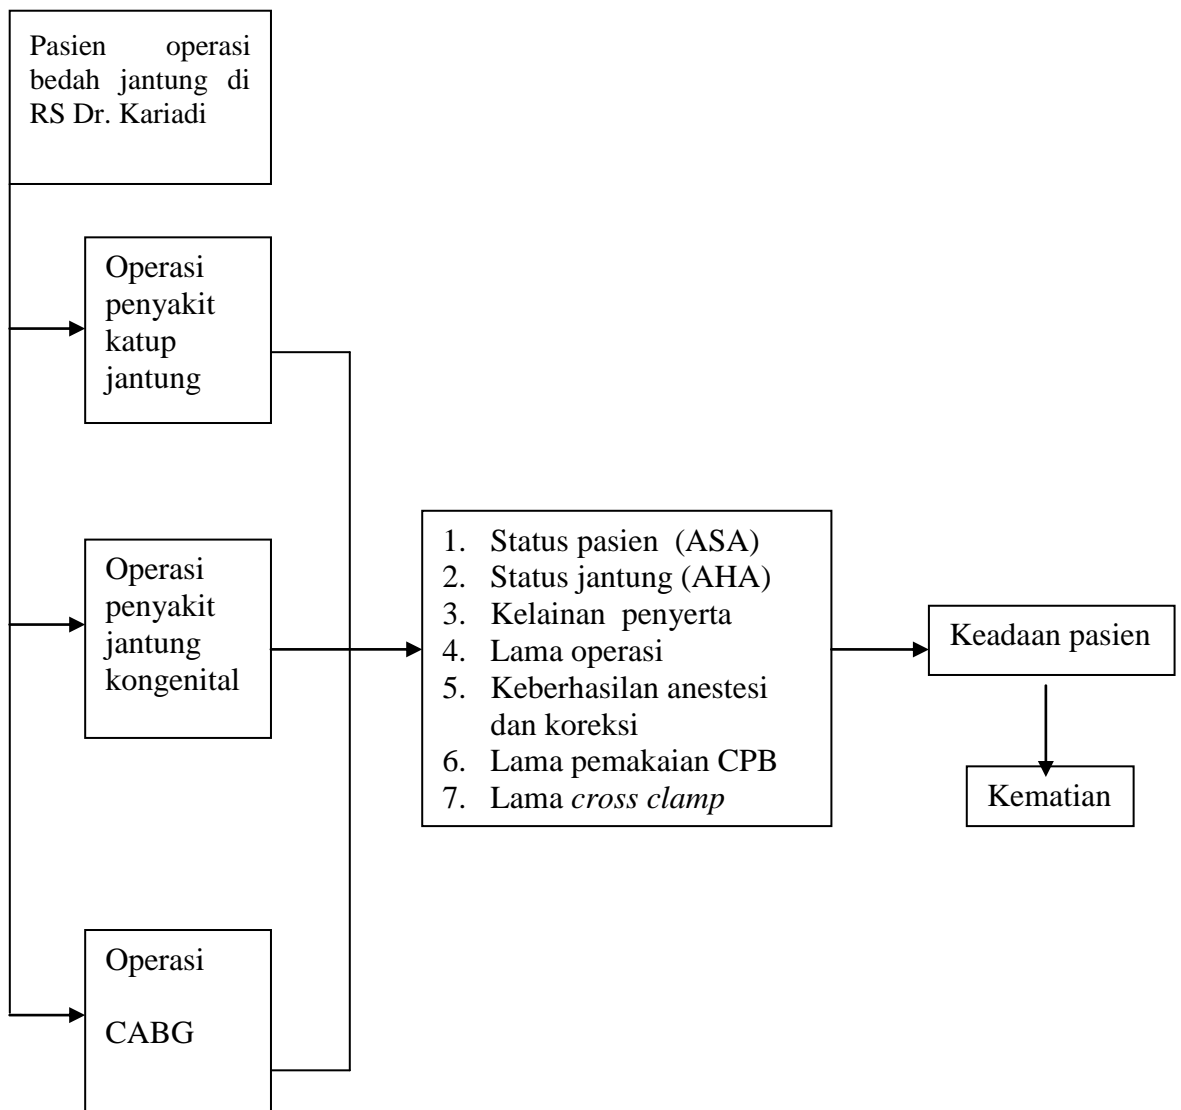 Pasien operasi
bedah jantung di
RS Dr. Kariadi
Operasi
penyakit
katup
jantung
Operasi
penyakit
jantung
kongenital
Operasi
CABG
1. Status pasien (ASA)
2. Status jantung (AHA)
3. Kelainan penyerta
4. Lama operasi
5. Keberhasilan anestesi
dan koreksi
6. Lama pemakaian CPB
7. Lama cross clamp
Keadaan pasien
Kematian